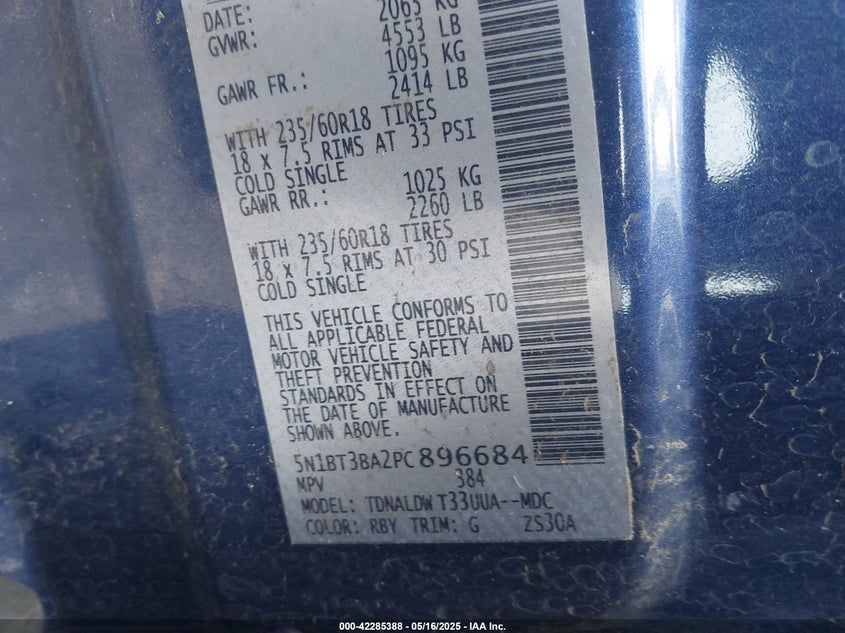 2065 KG
DATE:
4553 LB
GVWR:
1095 KG
GAWR FR.:
2414 LB
WITH 235/60R18 TIRES
18 x 7.5 RIMS AT 33 PSI
COLD SINGLE
1025 KG
GAWR RR.:
2260 LB
WITH 235/60R18 TIRES
18 x 7.5 RIMS AT 30 PSI
COLD SINGLE
THIS VEHICLE CONFORMS TO
ALL APPLICABLE FEDERAL
MOTOR VEHICLE SAFETY AND
THEFT PREVENTION
STANDARDS IN EFFECT ON
THE DATE OF MANUFACTURE
SHOWN ABOVE.
5N1BT3BA2PC896684
MPV 384
MODEL: TDNALDW T33UUA--MDC
COLOR: RBY TRIM: G ZS30A
000-42285388 - 05/16/2025 - IAA Inc.